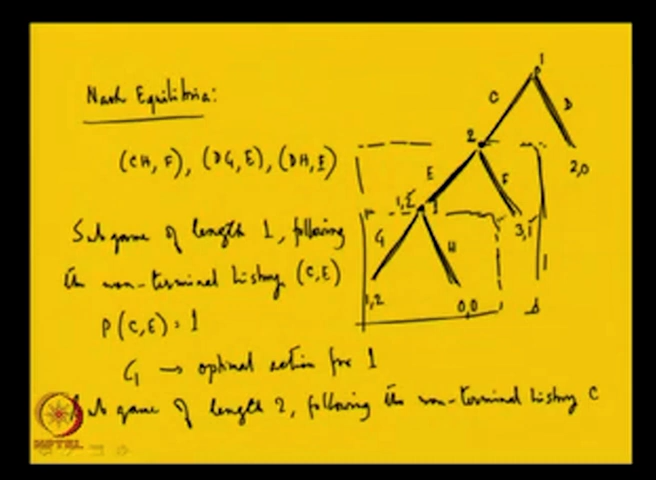 Nash Equilibria:
(CH, F), (DG, E), (DH, E)
Subgame of length 1, following
the non-terminal history (C,E)
P(C,E) = 1
G → optimal action for 1
Subgame of length 2, following the non-terminal history C
1
C D
2
2,0
E F
1,2 1
3,1
G H
1,2
0,0
NPTEL